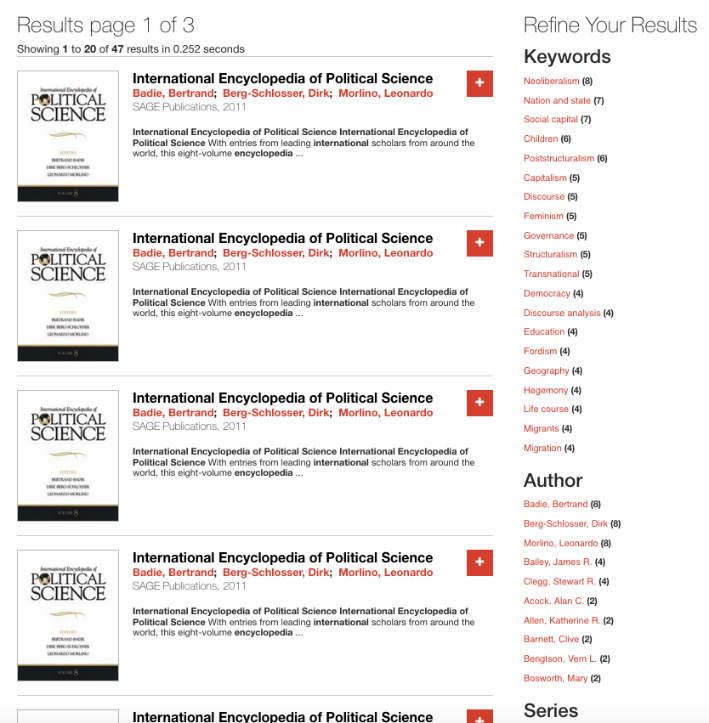 Results page 1 of 3
Showing 1 to 20 of 47 results in 0.252 seconds
International Encyclopedia of
POLITICAL
SCIENCE
EDITORS
BERTRAND BADIE
DIRK BERG-SCHLOSSER
LEONARDO MORLINO
VOLUME 8
International Encyclopedia of Political Science
Badie, Bertrand; Berg-Schlosser, Dirk; Morlino, Leonardo
SAGE Publications, 2011
International Encyclopedia of Political Science International Encyclopedia of
Political Science With entries from leading international scholars from around the
world, this eight-volume encyclopedia ...
+
International Encyclopedia of
POLITICAL
SCIENCE
EDITORS
BERTRAND BADIE
DIRK BERG-SCHLOSSER
LEONARDO MORLINO
VOLUME 8
International Encyclopedia of Political Science
Badie, Bertrand; Berg-Schlosser, Dirk; Morlino, Leonardo
SAGE Publications, 2011
International Encyclopedia of Political Science International Encyclopedia of
Political Science With entries from leading international scholars from around the
world, this eight-volume encyclopedia ...
+
International Encyclopedia of
POLITICAL
SCIENCE
EDITORS
BERTRAND BADIE
DIRK BERG-SCHLOSSER
LEONARDO MORLINO
VOLUME 8
International Encyclopedia of Political Science
Badie, Bertrand; Berg-Schlosser, Dirk; Morlino, Leonardo
SAGE Publications, 2011
International Encyclopedia of Political Science International Encyclopedia of
Political Science With entries from leading international scholars from around the
world, this eight-volume encyclopedia ...
+
International Encyclopedia of
POLITICAL
SCIENCE
EDITORS
BERTRAND BADIE
DIRK BERG-SCHLOSSER
LEONARDO MORLINO
VOLUME 8
International Encyclopedia of Political Science
Badie, Bertrand; Berg-Schlosser, Dirk; Morlino, Leonardo
SAGE Publications, 2011
International Encyclopedia of Political Science International Encyclopedia of
Political Science With entries from leading international scholars from around the
world, this eight-volume encyclopedia ...
+
International Encyclopedia of Political Science
+
Refine Your Results
Keywords
Neoliberalism (8)
Nation and state (7)
Social capital (7)
Children (6)
Poststructuralism (6)
Capitalism (5)
Discourse (5)
Feminism (5)
Governance (5)
Structuralism (5)
Transnational (5)
Democracy (4)
Discourse analysis (4)
Education (4)
Fordism (4)
Geography (4)
Hegemony (4)
Life course (4)
Migrants (4)
Migration (4)
Author
Badie, Bertrand (8)
Berg-Schlosser, Dirk (8)
Morlino, Leonardo (8)
Bailey, James R. (4)
Clegg, Stewart R. (4)
Acock, Alan C. (2)
Allen, Katherine R. (2)
Barnett, Clive (2)
Bengtson, Vern L. (2)
Bosworth, Mary (2)
Series